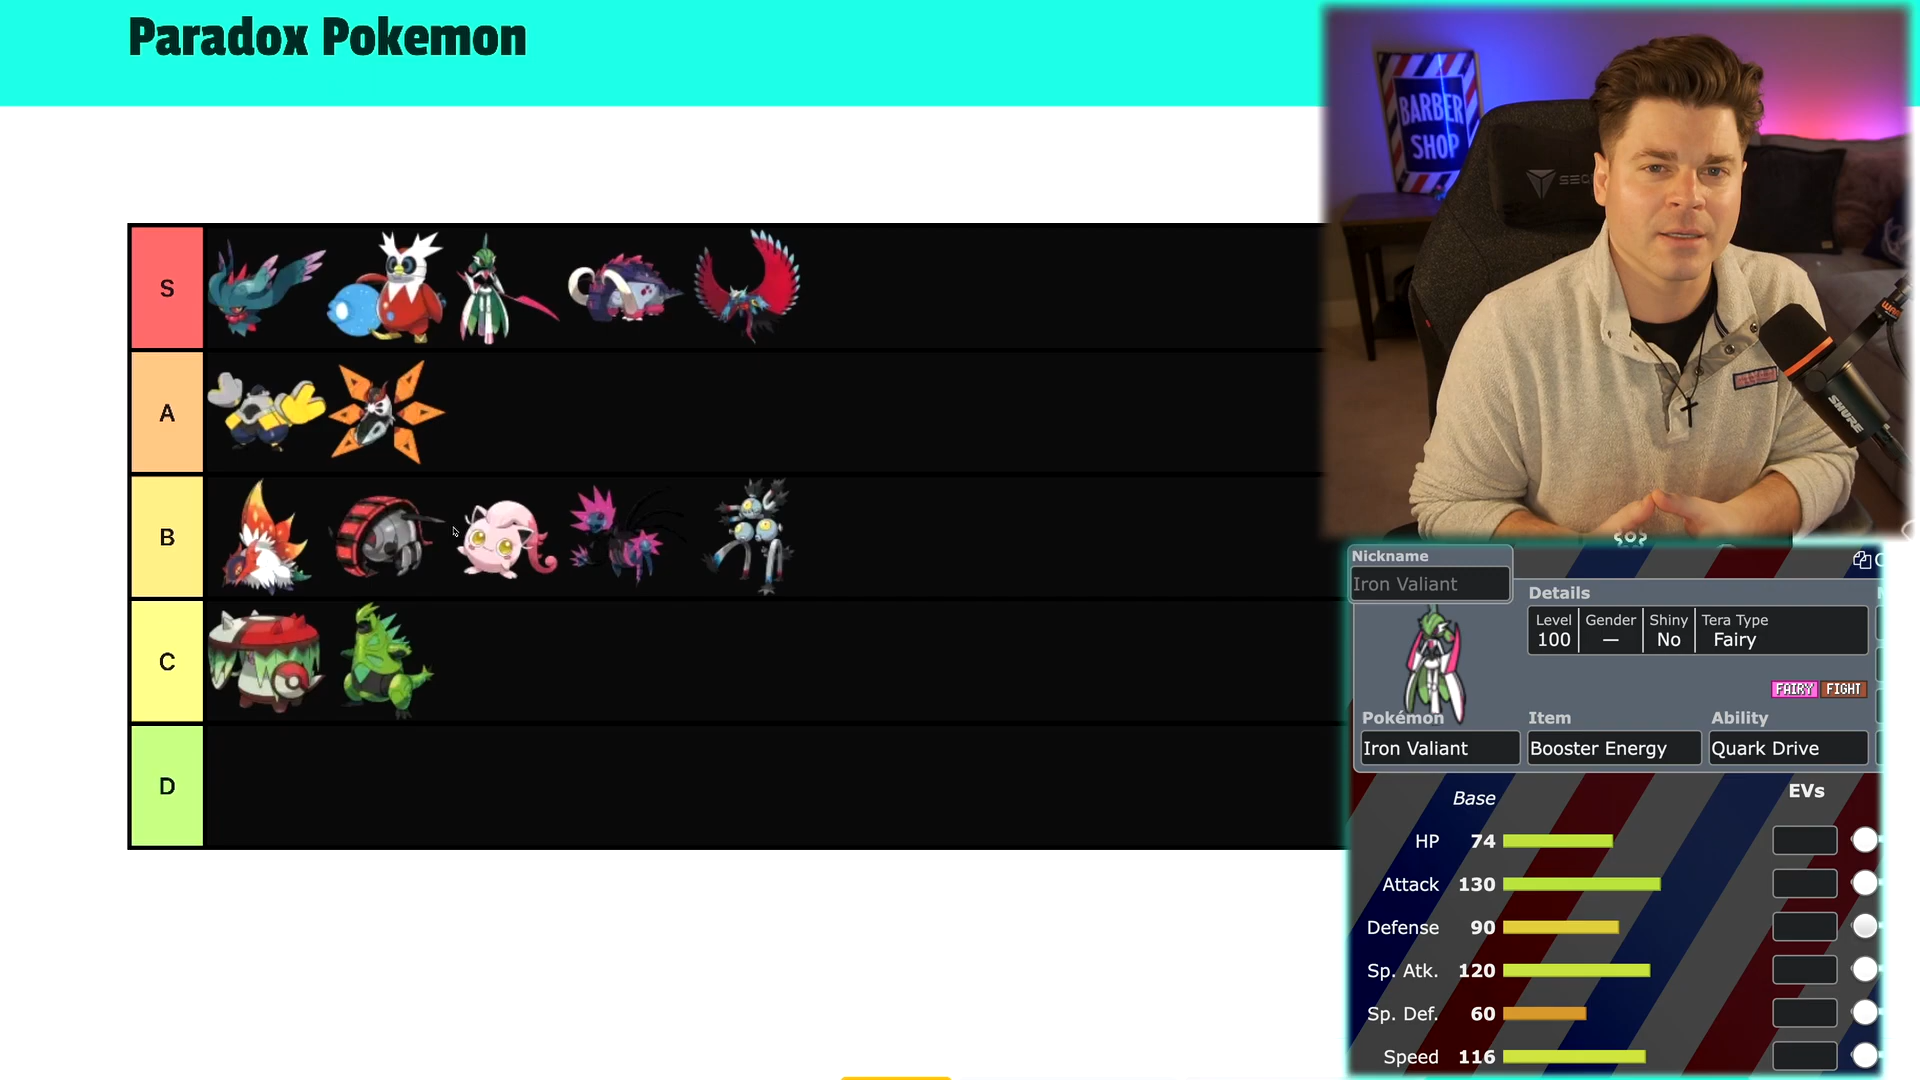 Paradox Pokemon
BARBER
SHOP
S
A
B
C
D
SHURE
Nickname
Iron Valiant
Details
Level Gender Shiny Tera Type
100 — No Fairy
FAIRY FIGHT
Pokémon Item Ability
Iron Valiant Booster Energy Quark Drive
Base EVs
HP 74
Attack 130
Defense 90
Sp. Atk. 120
Sp. Def. 60
Speed 116